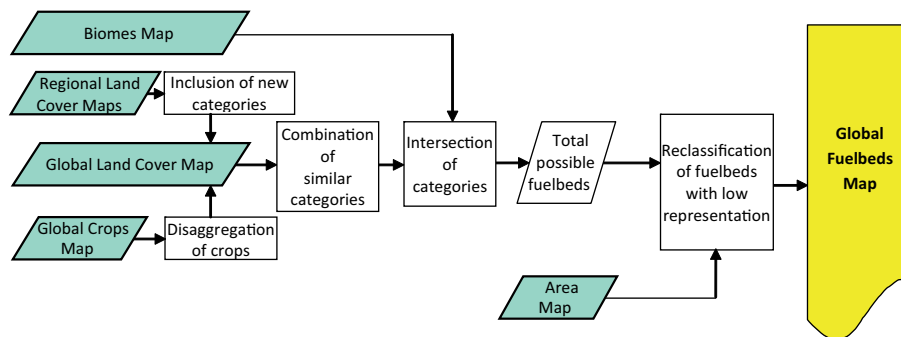 Biomes Map
Regional Land
Cover Maps
Inclusion of new
categories
Global Land Cover Map
Global Crops
Map
Disaggregation
of crops
Combination
of
similar
categories
Intersection
of
categories
Total
possible
fuelbeds
Reclassification
of fuelbeds
with low
representation
Area
Map
Global
Fuelbeds
Map